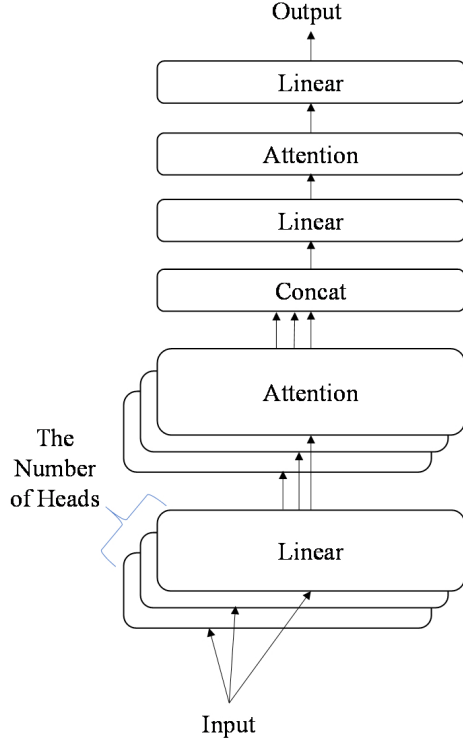 Output
Linear
Attention
Linear
Concat
Attention
The
Number
of Heads
Linear
Input